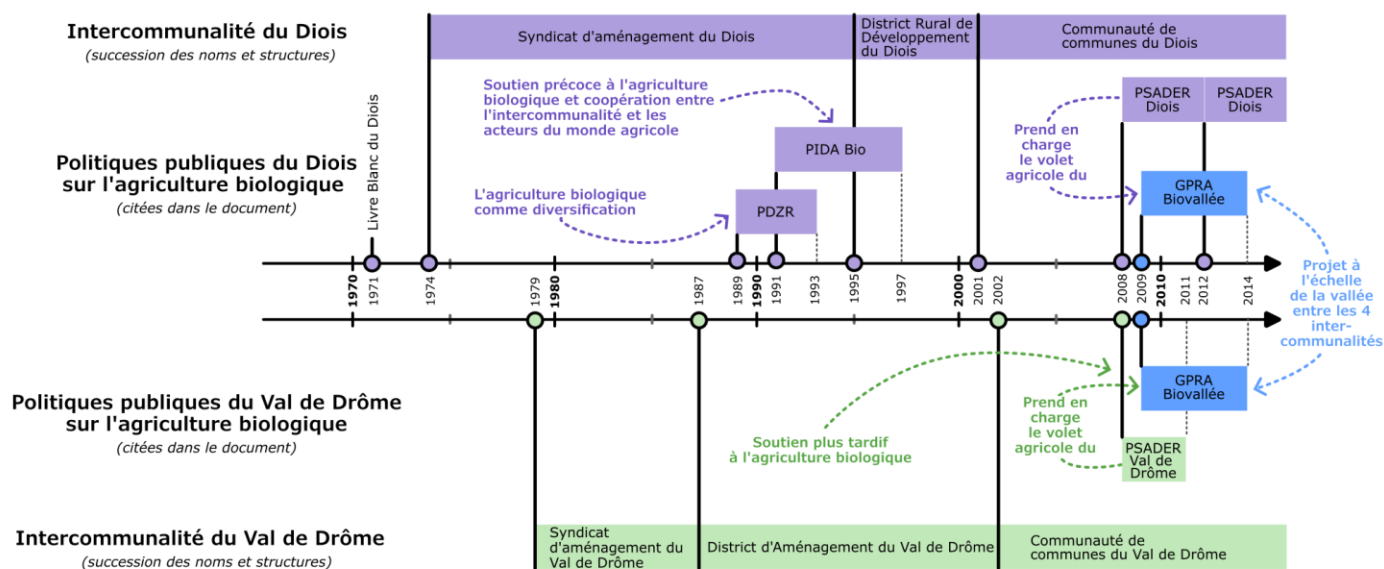 Intercommunalité du Diois
(succession des noms et structures)
Syndicat d'aménagement du Diois
District Rural de
Développement
du Diois
Communauté de
communes du Diois
Politiques publiques du Diois
sur l'agriculture biologique
(citées dans le document)
Livre Blanc du Diois
Soutien précoce à l'agriculture
biologique et coopération entre
l'intercommunalité et les
acteurs du monde agricole
PIDA Bio
L'agriculture biologique
comme diversification
PDZR
PSADER
Diois
PSADER
Diois
Prend en
charge
le volet
agricole du
GPRA
Biovallée
1970
1971
1974
1979
1980
1987
1989
1990
1991
1993
1995
1997
2000
2001
2002
2008
2009
2010
2011
2012
2014
Projet à
l'échelle
de la vallée
entre les 4
inter-
communalités
Politiques publiques du Val de Drôme
sur l'agriculture biologique
(citées dans le document)
Soutien plus tardif
à l'agriculture biologique
Prend en
charge
le volet
agricole du
GPRA
Biovallée
PSADER
Val de
Drôme
Intercommunalité du Val de Drôme
(succession des noms et structures)
Syndicat
d'aménagement du
Val de Drôme
District d'Aménagement du Val de Drôme
Communauté de
communes du Val de Drôme